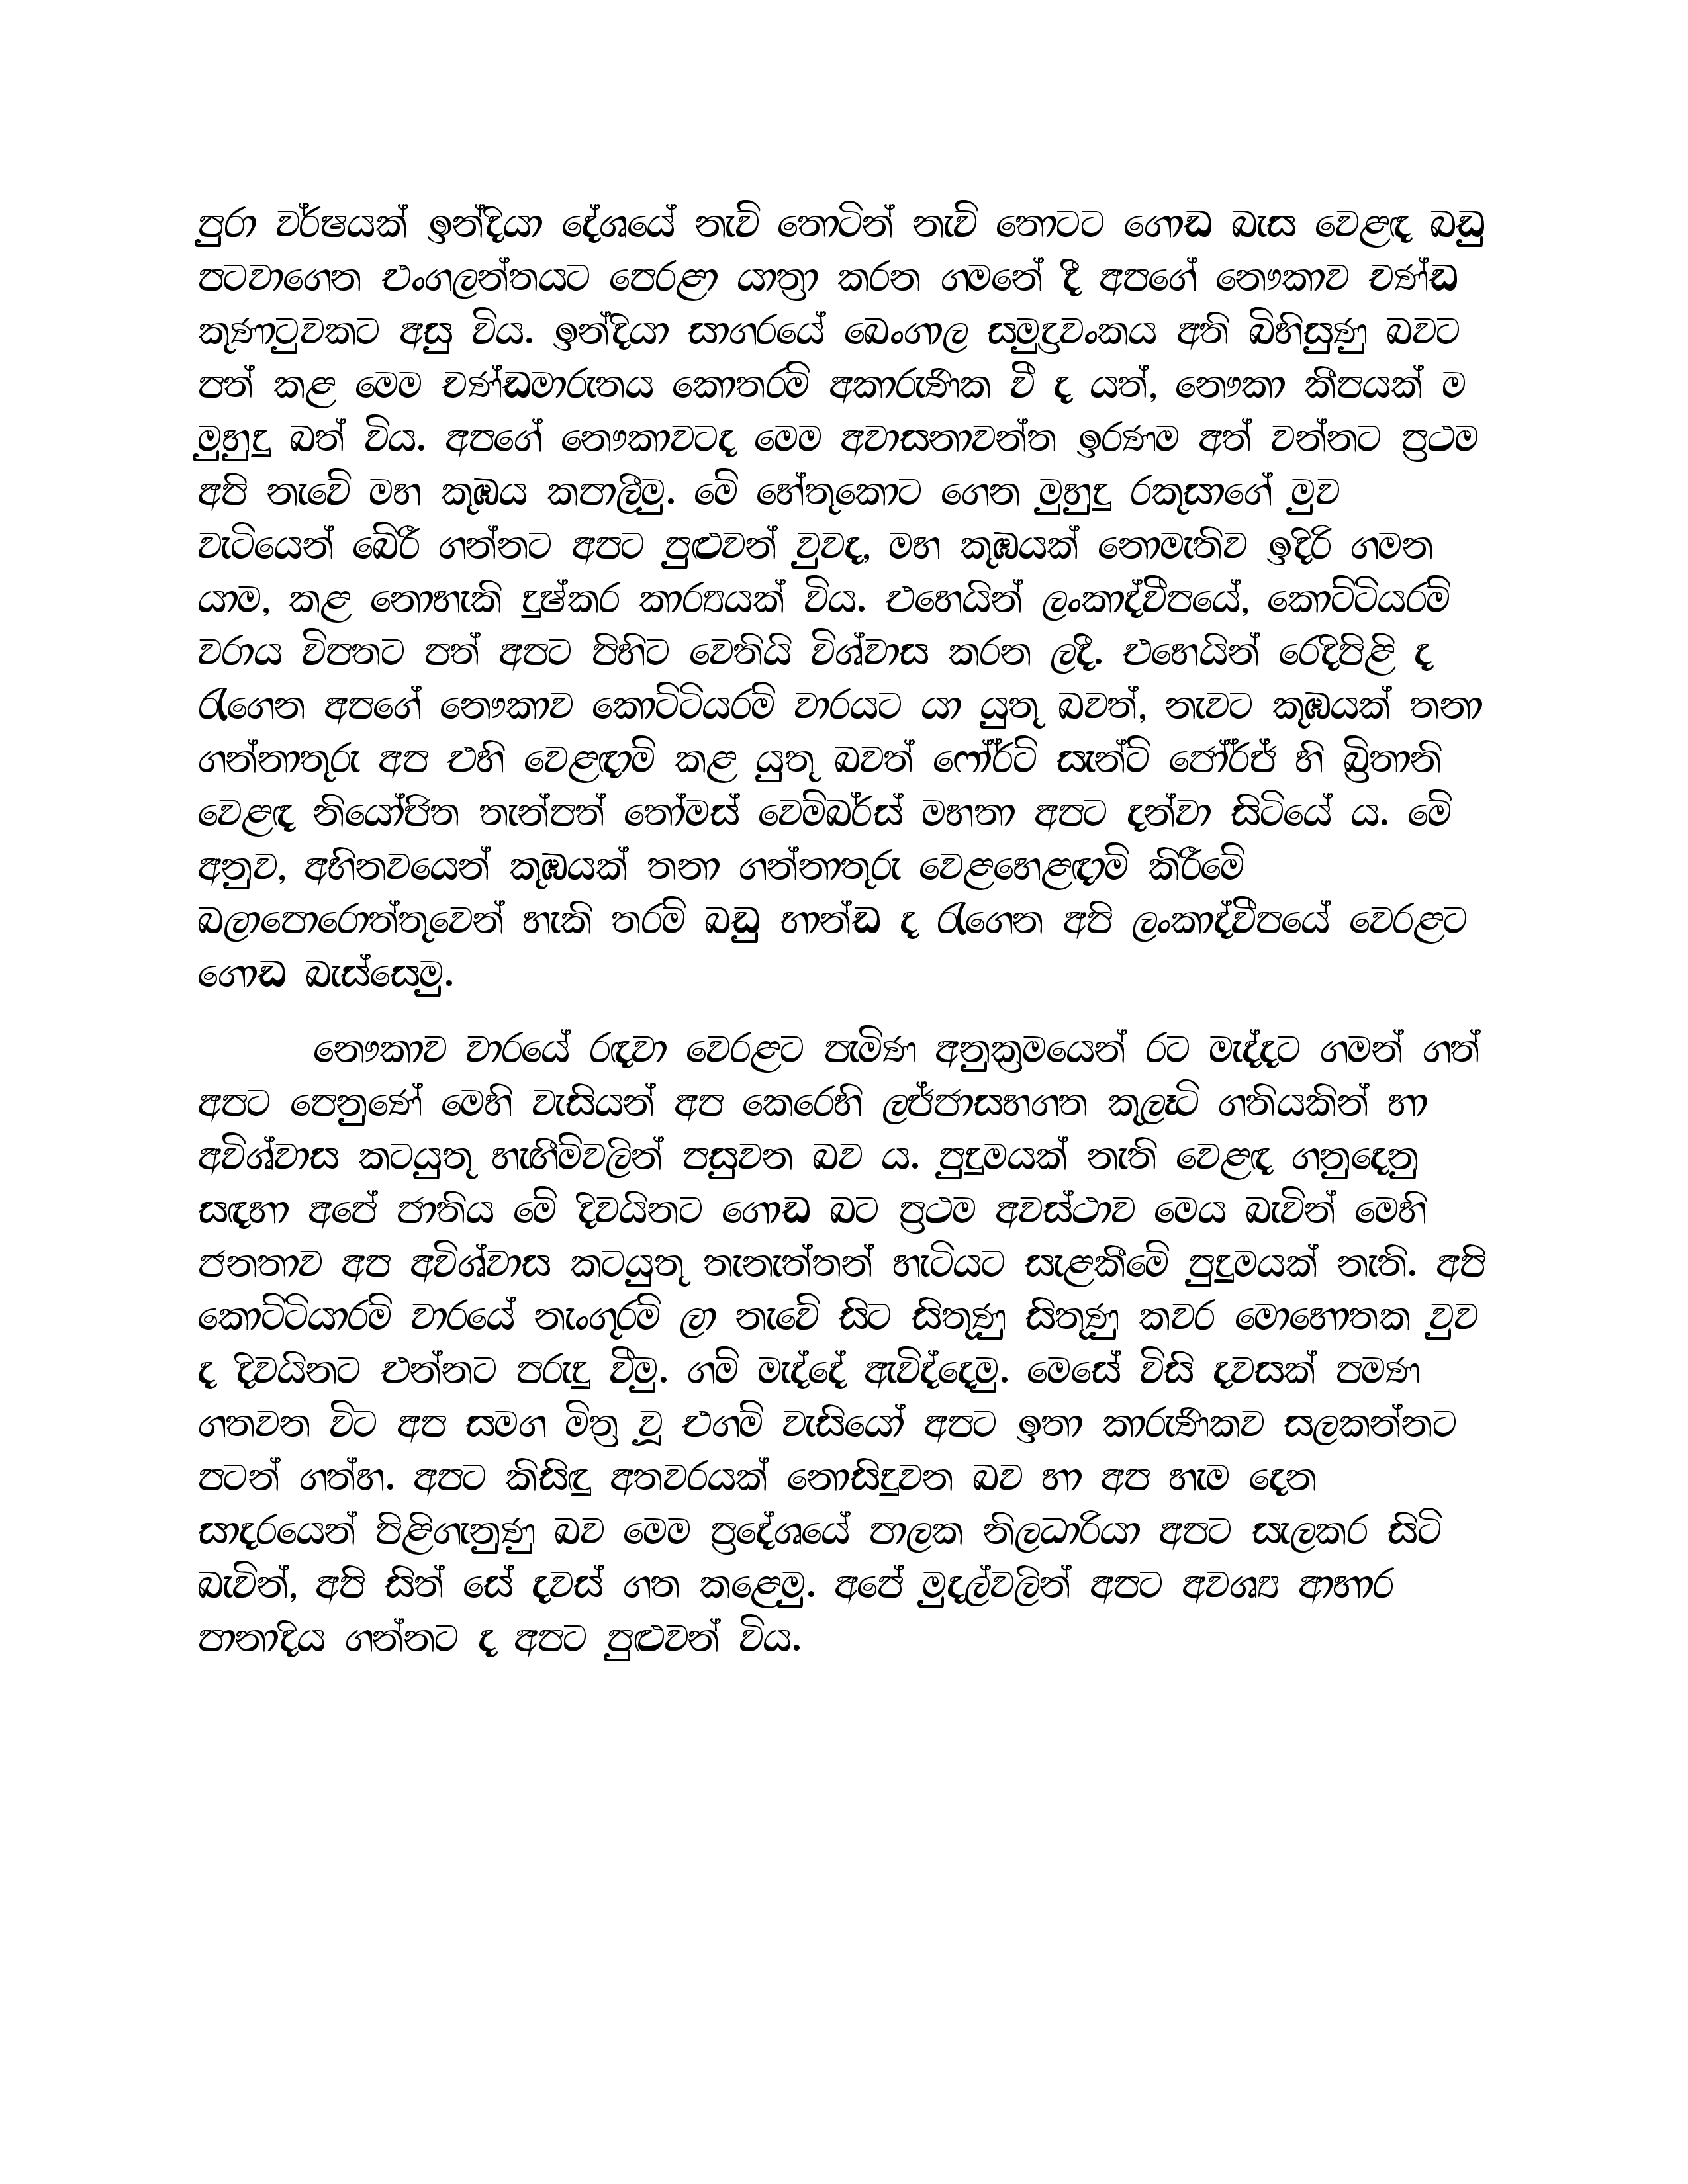 පුරා වර්ෂයක් ඉන්දියා දේශයේ නැව් තොටින් නැව් තොටට ගොඩ බැස වෙළඳ බඩු
පටවාගෙන එංගලන්තයට පෙරළා යාත්‍රා කරන ගමනේ දී අපගේ නෞකාව චණ්ඩ
කුණාටුවකට අසු විය. ඉන්දියා සාගරයේ බෙංගාල සමුද්‍රවංකය අති බිහිසුණු බවට
පත් කළ මෙම චණ්ඩමාරුතය කොතරම් අකාරුණික වී ද යත්, නෞකා කීපයක් ම
මුහුදු බත් විය. අපගේ නෞකාවටද මෙම අවාසනාවන්ත ඉරණම අත් වන්නට ප්‍රථම
අපි නැවේ මහ කුඹය කපාලීමු. මේ හේතුකොට ගෙන මුහුදු රකුසාගේ මුව
වැටියෙන් බේරී ගන්නට අපට පුළුවන් වුවද, මහ කුඹයක් නොමැතිව ඉදිරි ගමන
යාම, කළ නොහැකි දුෂ්කර කාර්‍යයක් විය. එහෙයින් ලංකාද්වීපයේ, කොට්ටියරම්
වරාය විපතට පත් අපට පිහිට වෙතියි විශ්වාස කරන ලදී. එහෙයින් රෙදිපිළි ද
රැගෙන අපගේ නෞකාව කොට්ටියරම් වාරයට යා යුතු බවත්, නැවට කුඹයක් තනා
ගන්නාතුරු අප එහි වෙළඳාම් කළ යුතු බවත් ෆෝර්ට් සැන්ට් ජෝර්ජ් හි බ්‍රිතානි
වෙළඳ නියෝජිත තැන්පත් තෝමස් වෙම්බර්ස් මහතා අපට දන්වා සිටියේ ය. මේ
අනුව, අභිනවයෙන් කුඹයක් තනා ගන්නාතුරු වෙළහෙළඳාම් කිරීමේ
බලාපොරොත්තුවෙන් හැකි තරම් බඩු භාන්ඩ ද රැගෙන අපි ලංකාද්වීපයේ වෙරළට
ගොඩ බැස්සෙමු.
නෞකාව වාරයේ රඳවා වෙරළට පැමිණ අනුක්‍රමයෙන් රට මැද්දට ගමන් ගත්
අපට පෙනුණේ මෙහි වැසියන් අප කෙරෙහි ලජ්ජාසහගත කුලෑටි ගතියකින් හා
අවිශ්වාස කටයුතු හැඟීම්වලින් පසුවන බව ය. පුදුමයක් නැති වෙළඳ ගනුදෙනු
සඳහා අපේ ජාතිය මේ දිවයිනට ගොඩ බට ප්‍රථම අවස්ථාව මෙය බැවින් මෙහි
ජනතාව අප අවිශ්වාස කටයුතු තැනැත්තන් හැටියට සැළකීමේ පුදුමයක් නැති. අපි
කොට්ටියාරම් වාරයේ නැංගුරම් ලා නැවේ සිට සිතුණු සිතුණු කවර මොහොතක වුව
ද දිවයිනට එන්නට පරුදු වීමු. ගම් මැද්දේ ඇවිද්දෙමු. මෙසේ විසි දවසක් පමණ
ගතවන විට අප සමග මිත්‍ර වූ එගම් වැසියෝ අපට ඉතා කාරුණිකව සලකන්නට
පටන් ගත්හ. අපට කිසිඳු අතවරයක් නොසිදුවන බව හා අප හැම දෙන
සාදරයෙන් පිළිගැනුණු බව මෙම ප්‍රදේශයේ පාලක නිලධාරියා අපට සැලකර සිටි
බැවින්, අපි සිත් සේ දවස් ගත කළෙමු. අපේ මුදල්වලින් අපට අවශ්‍ය ආහාර
පානාදිය ගන්නට ද අපට පුළුවන් විය.